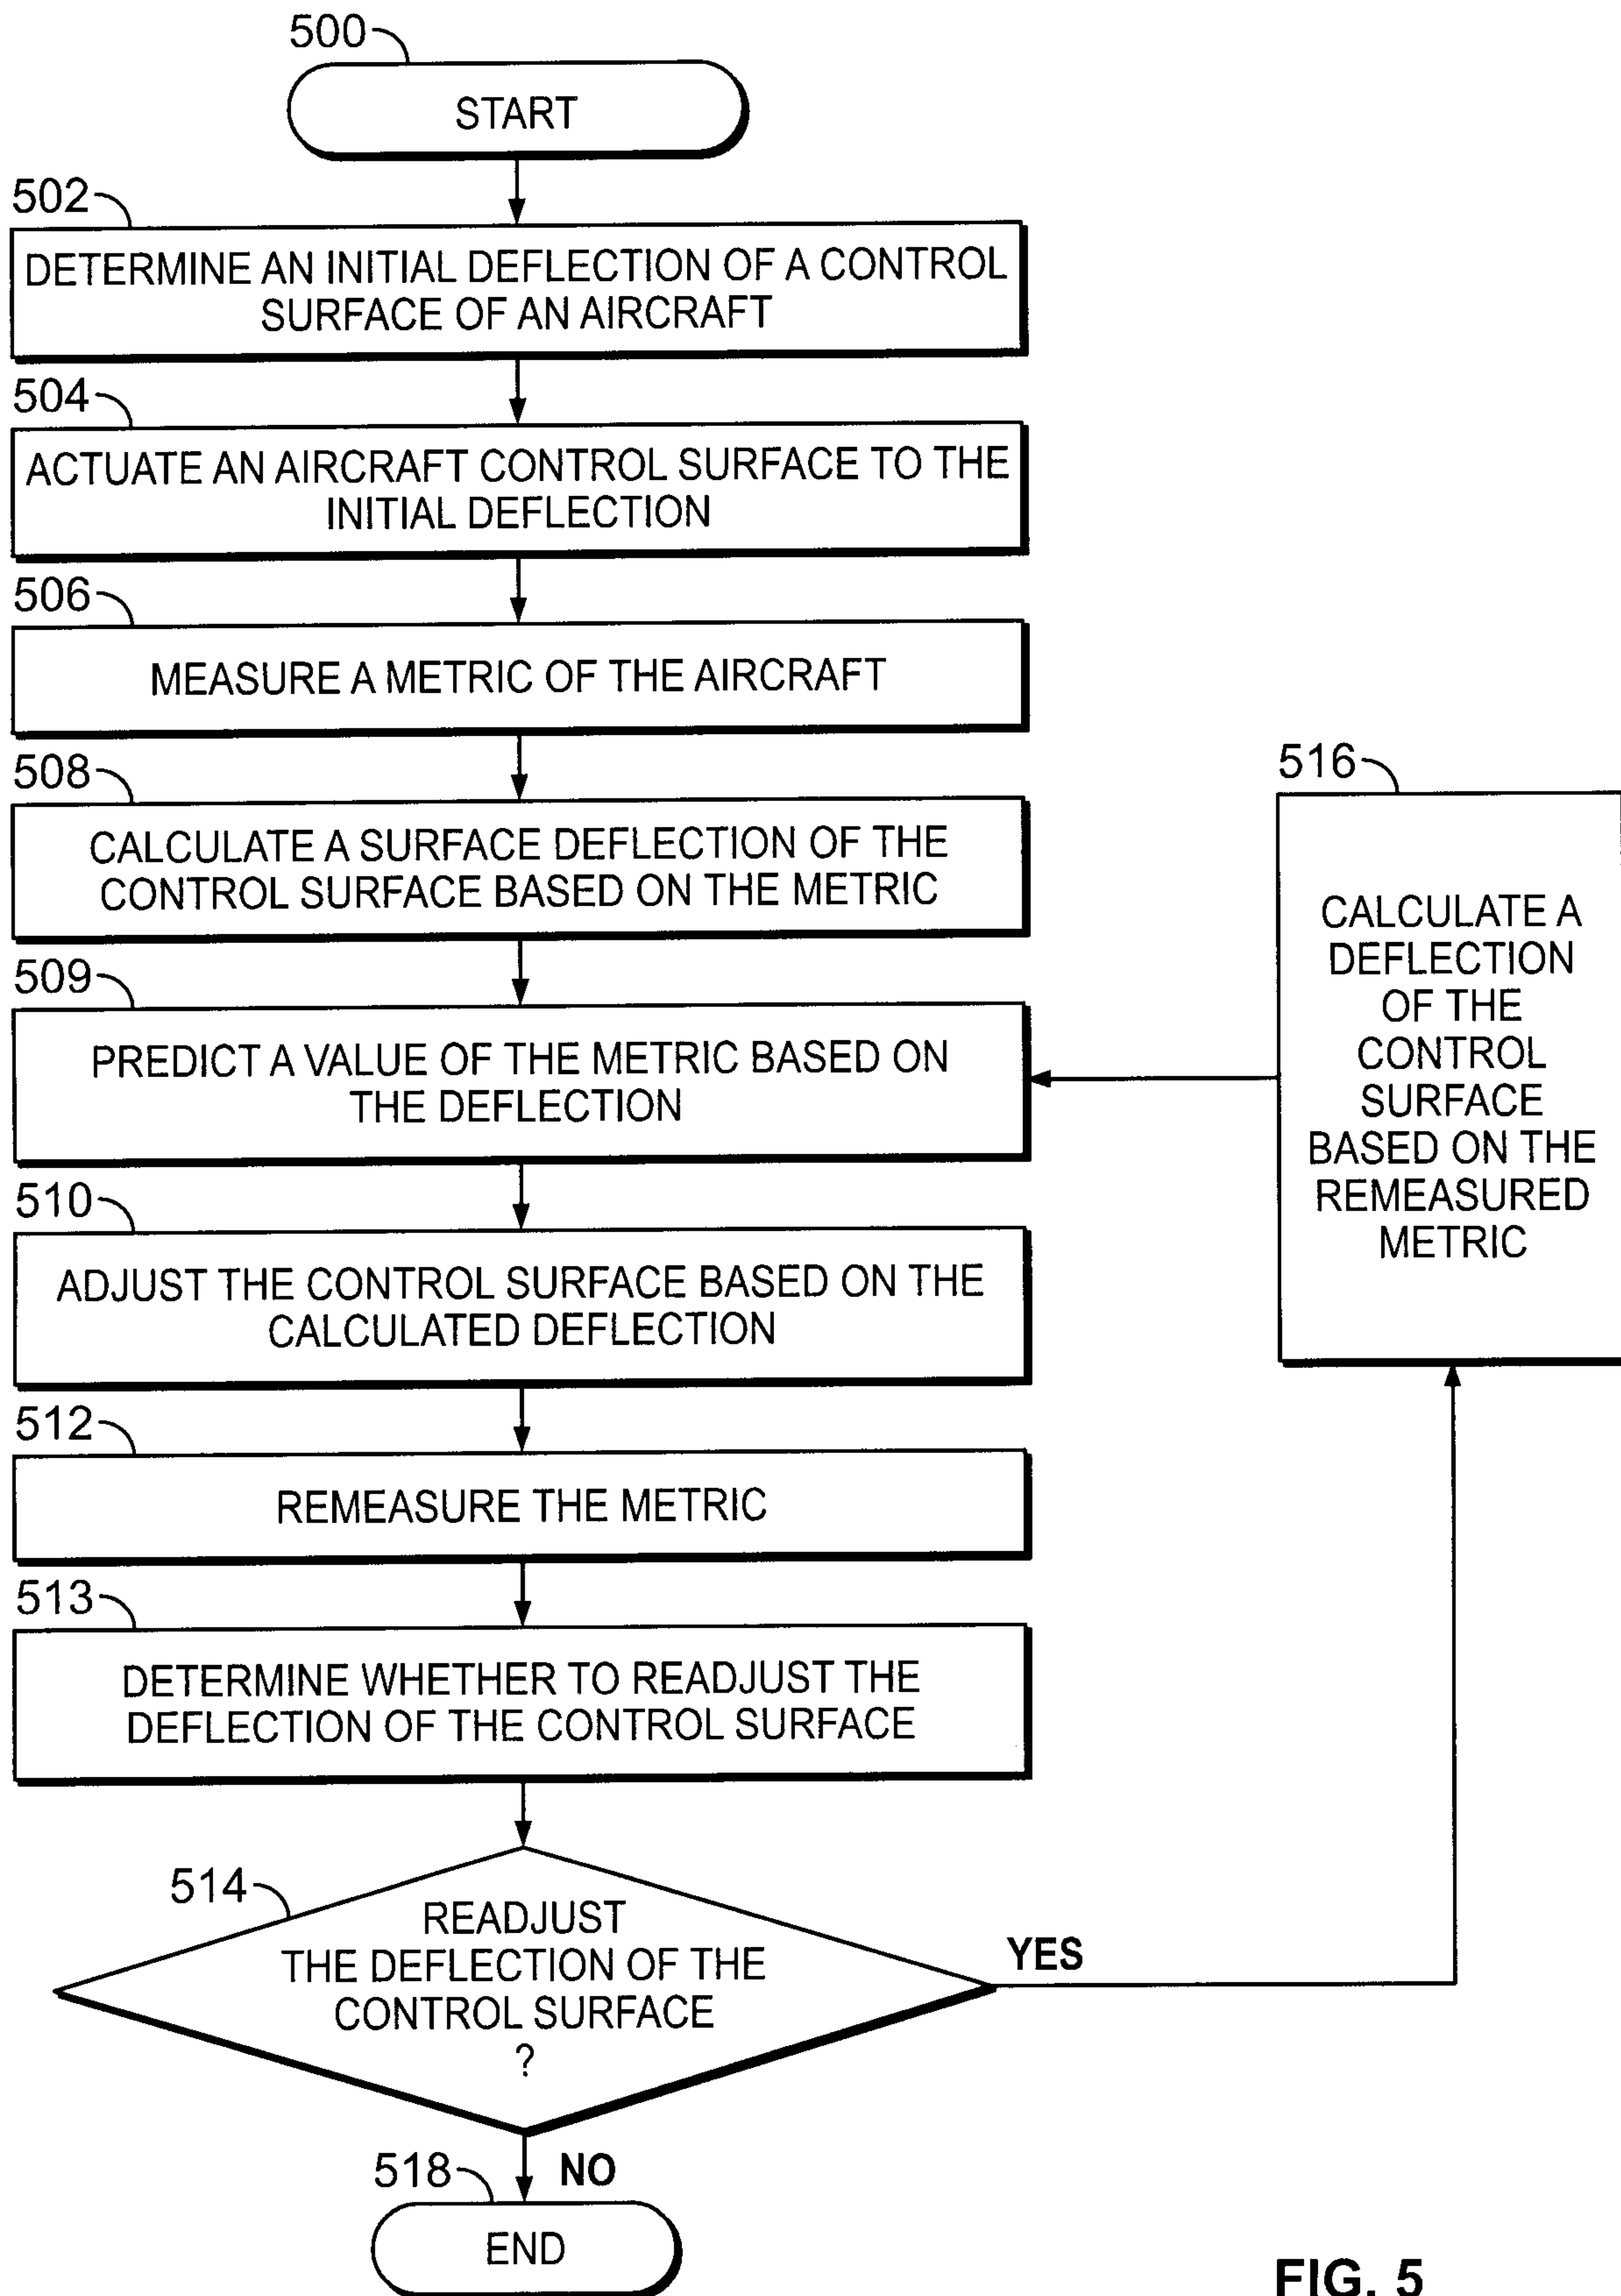 500
START
502
DETERMINE AN INITIAL DEFLECTION OF A CONTROL
SURFACE OF AN AIRCRAFT
504
ACTUATE AN AIRCRAFT CONTROL SURFACE TO THE
INITIAL DEFLECTION
506
MEASURE A METRIC OF THE AIRCRAFT
508
CALCULATE A SURFACE DEFLECTION OF THE
CONTROL SURFACE BASED ON THE METRIC
509
PREDICT A VALUE OF THE METRIC BASED ON
THE DEFLECTION
510
ADJUST THE CONTROL SURFACE BASED ON THE
CALCULATED DEFLECTION
512
REMEASURE THE METRIC
513
DETERMINE WHETHER TO READJUST THE
DEFLECTION OF THE CONTROL SURFACE
514
READJUST
THE DEFLECTION OF THE
CONTROL SURFACE
?
YES
516
CALCULATE A
DEFLECTION
OF THE
CONTROL
SURFACE
BASED ON THE
REMEASURED
METRIC
NO
518
END
FIG. 5